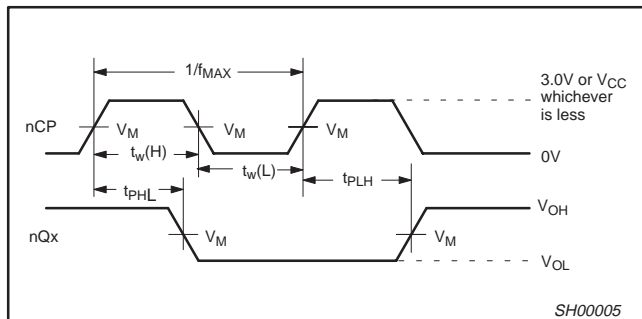 1/fMAX
3.0V or VCC
whichever
is less
nCP
VM
VM
VM
tw(H)
tw(L)
0V
tPHL
tPLH
VOH
nQx
VM
VM
VOL
SH00005